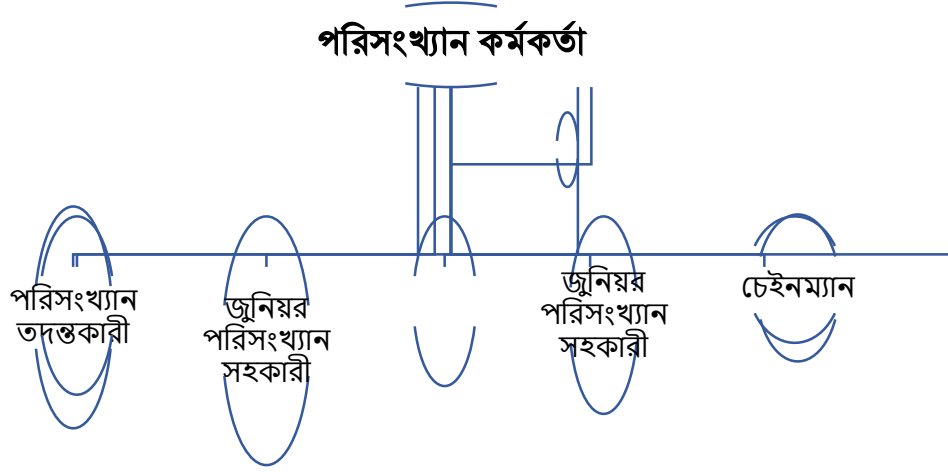 পরিসংখ্যান কর্মকর্তা
পরিসংখ্যান
তদন্তকারী
জুনিয়র
পরিসংখ্যান
সহকারী
জুনিয়র
পরিসংখ্যান
সহকারী
চেইনম্যান